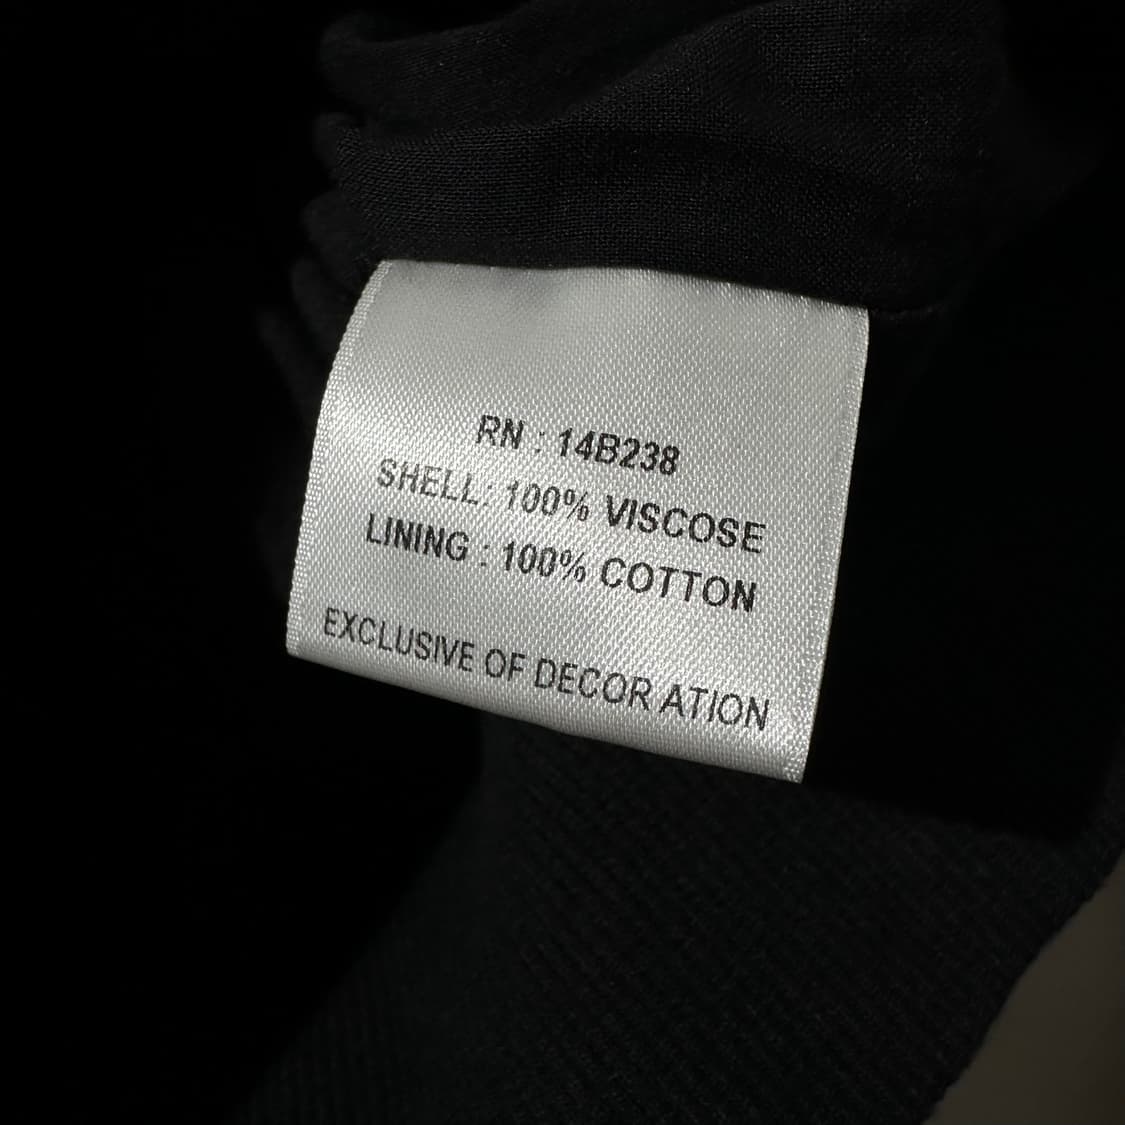 RN : 14B238
SHELL: 100% VISCOSE
LINING : 100% COTTON
EXCLUSIVE OF DECOR ATION